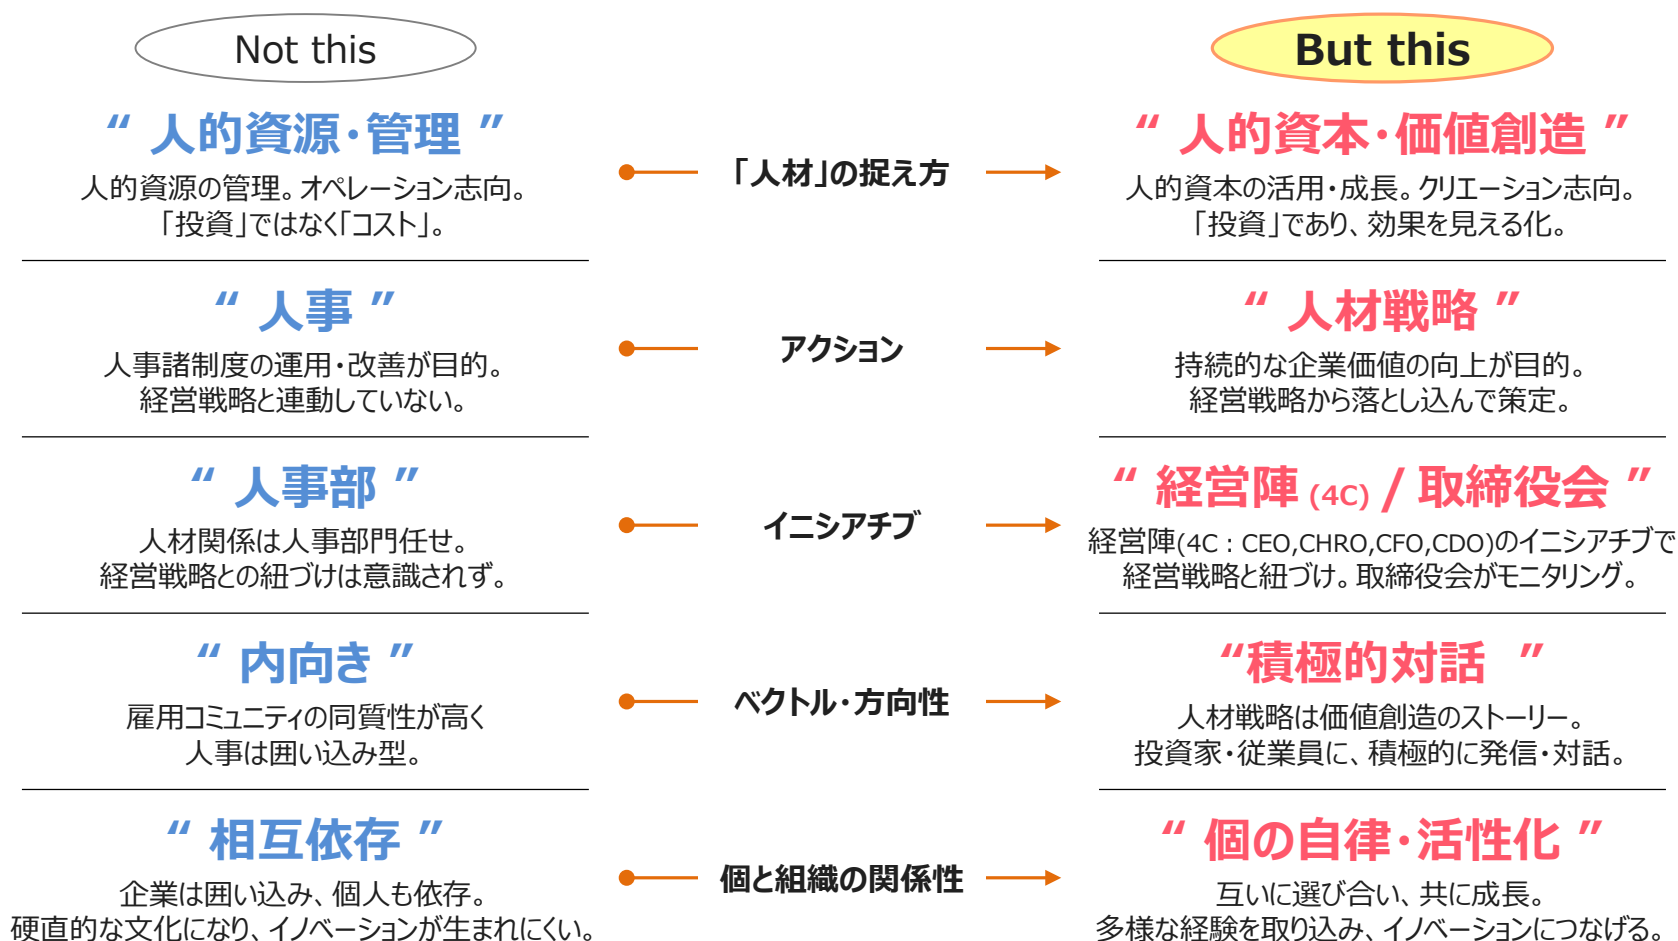 Not this
But this
“ 人的資源・管理 ”
人的資源の管理。オペレーション志向。
「投資」ではなく「コスト」。
「人材」の捉え方
“ 人的資本・価値創造 ”
人的資本の活用・成長。クリエーション志向。
「投資」であり、効果を見える化。
“ 人事 ”
人事諸制度の運用・改善が目的。
経営戦略と連動していない。
アクション
“ 人材戦略 ”
持続的な企業価値の向上が目的。
経営戦略から落とし込んで策定。
“ 人事部 ”
人材関係は人事部門任せ。
経営戦略との紐づけは意識されず。
イニシアチブ
“ 経営陣 (4C) / 取締役会 ”
経営陣(4C : CEO,CHRO,CFO,CDO)のイニシアチブで
経営戦略と紐づけ。取締役会がモニタリング。
“ 内向き ”
雇用コミュニティの同質性が高く
人事は囲い込み型。
ベクトル・方向性
“積極的対話 ”
人材戦略は価値創造のストーリー。
投資家・従業員に、積極的に発信・対話。
“ 相互依存 ”
企業は囲い込み、個人も依存。
硬直的な文化になり、イノベーションが生まれにくい。
個と組織の関係性
“ 個の自律・活性化 ”
互いに選び合い、共に成長。
多様な経験を取り込み、イノベーションにつなげる。